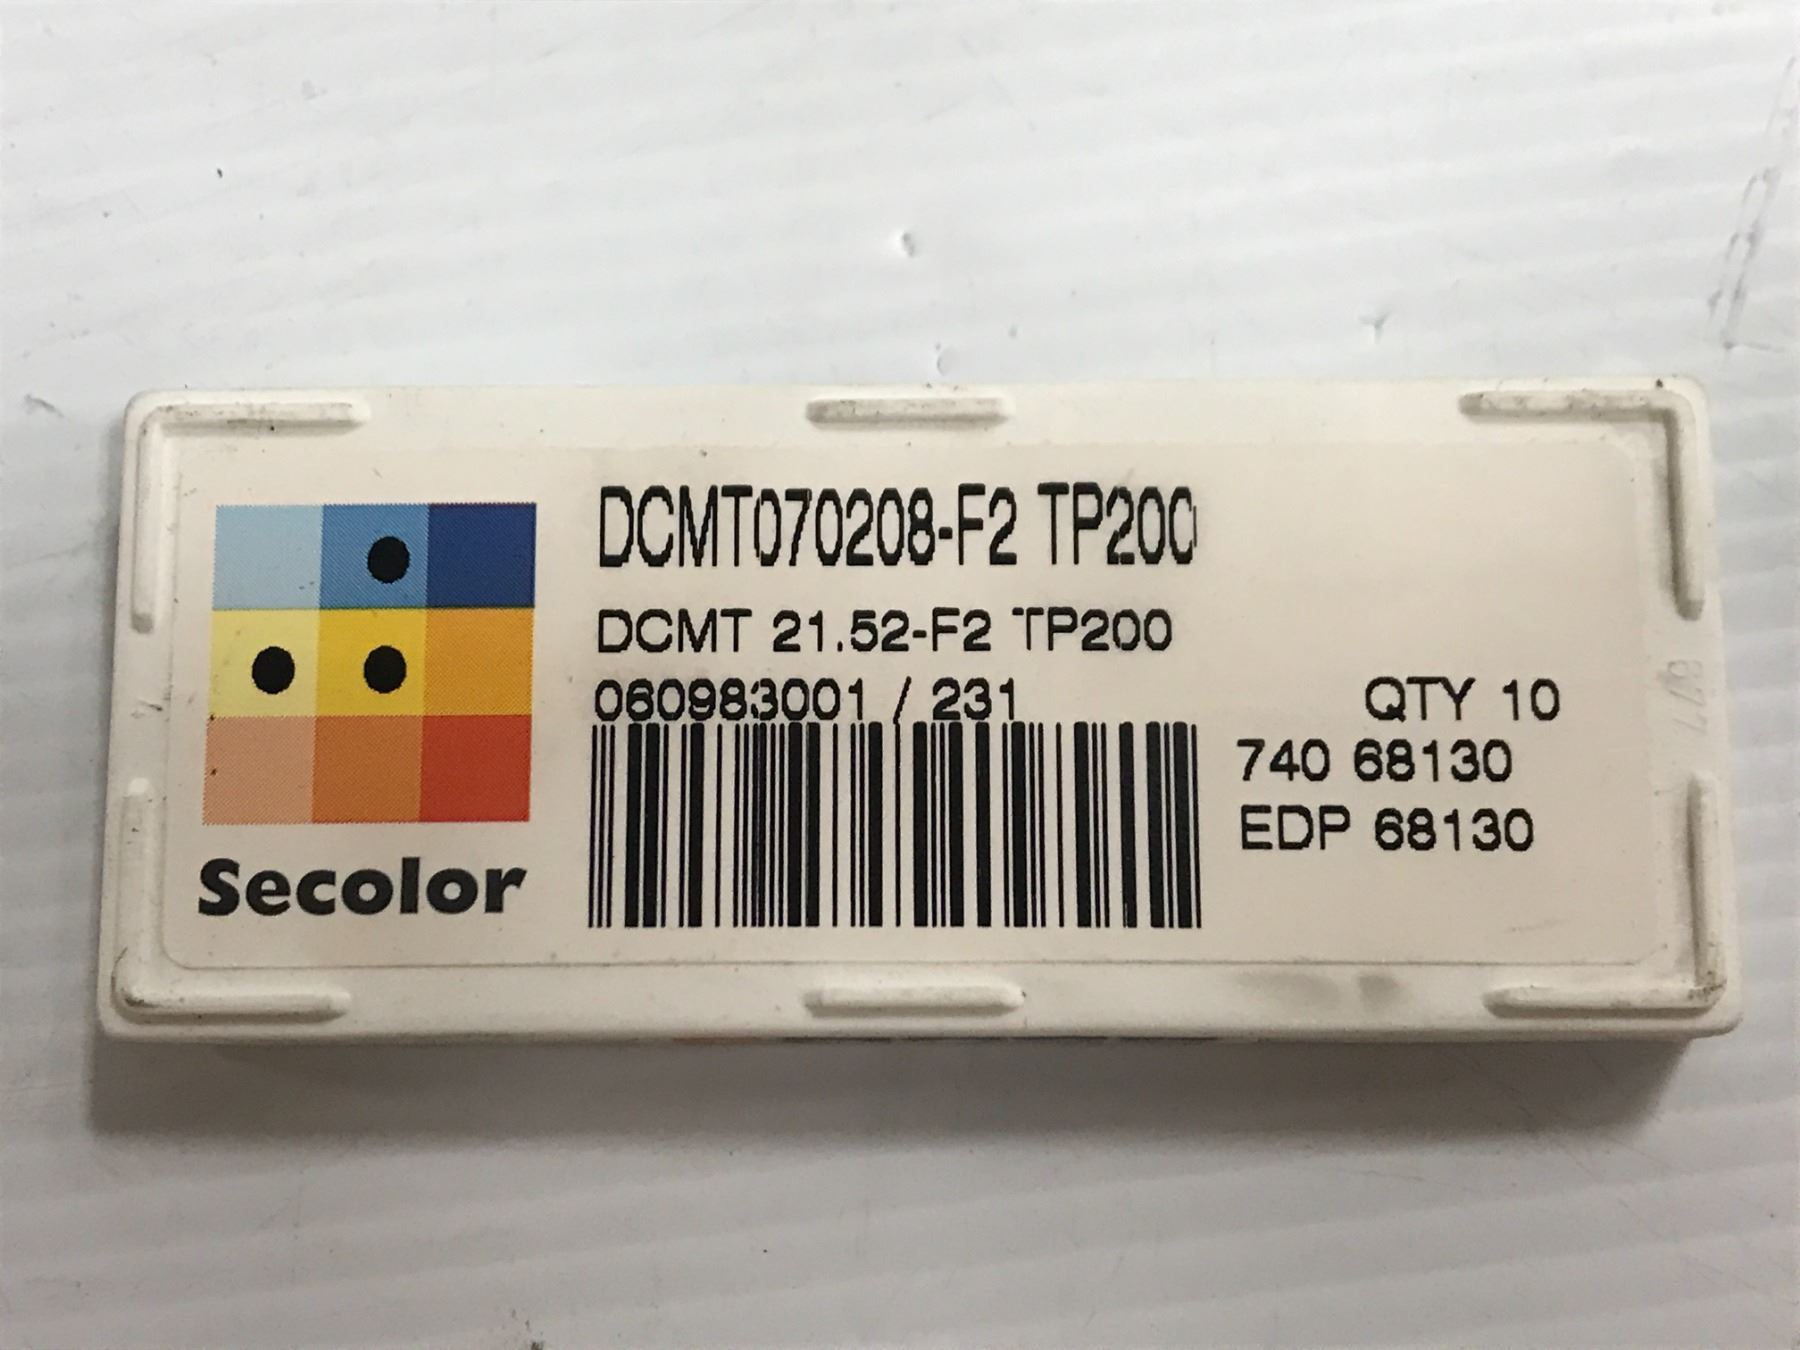 DCMT070208-F2 TP200
DCMT 21.52-F2 TP200
060983001 / 231
QTY 10
740 68130
EDP 68130
Secolor